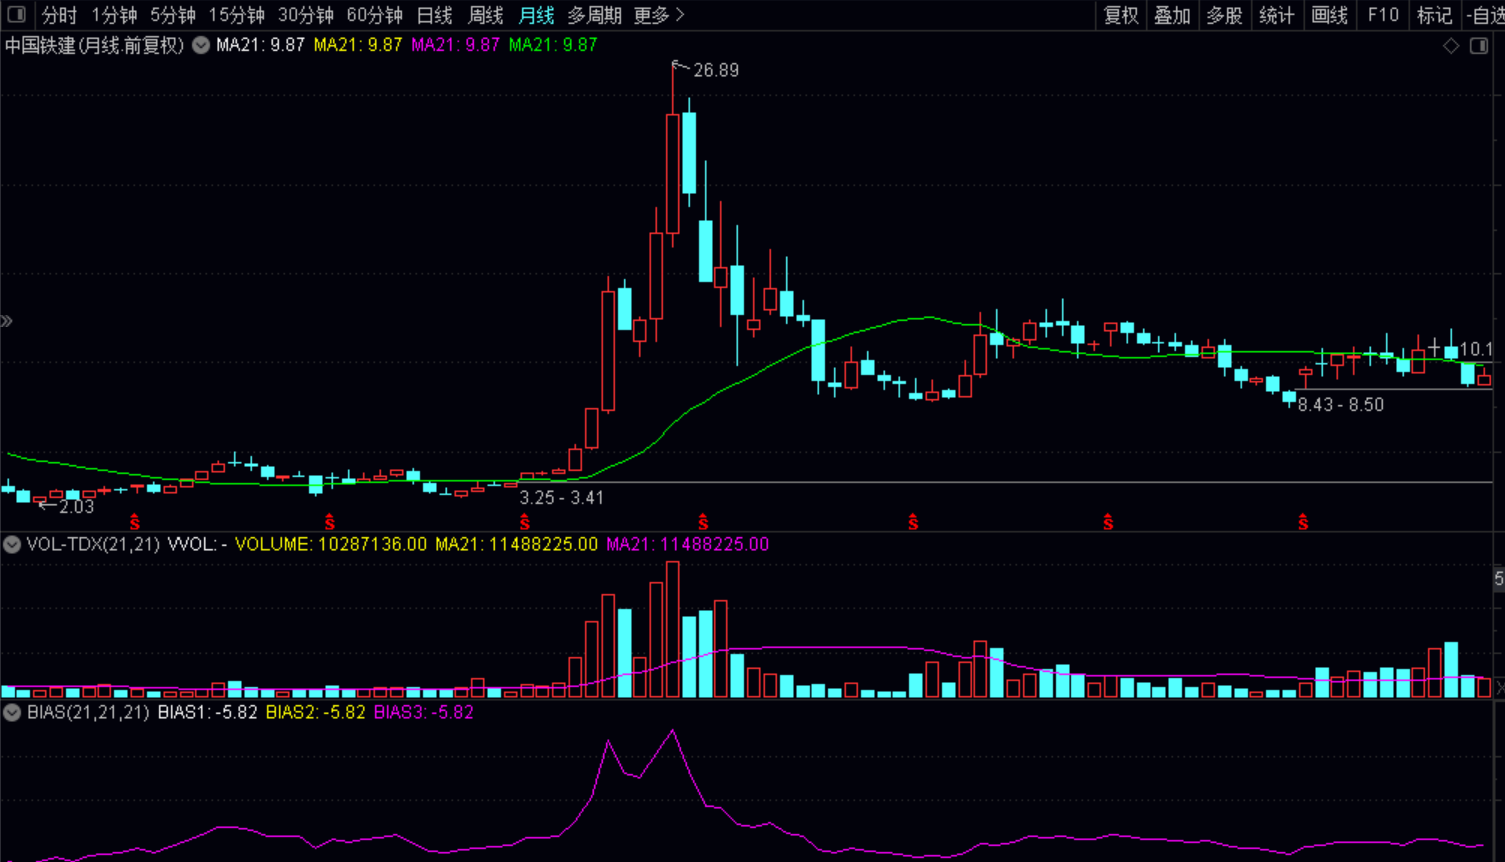 分时 1分钟 5分钟 15分钟 30分钟 60分钟 日线 周线 月线 多周期 更多 复权 叠加 多股 统计 画线 F10 标记 -自选
中国铁建(月线.前复权) MA21: 9.87 MA21: 9.87 MA21: 9.87 MA21: 9.87
26.89
10.1
8.43 - 8.50
3.25 - 3.41
2.03
S S S S S S S
VOL-TDX(21,21) VVOL: - VOLUME: 10287136.00 MA21: 11488225.00 MA21: 11488225.00
5
BIAS(21,21,21) BIAS1: -5.82 BIAS2: -5.82 BIAS3: -5.82